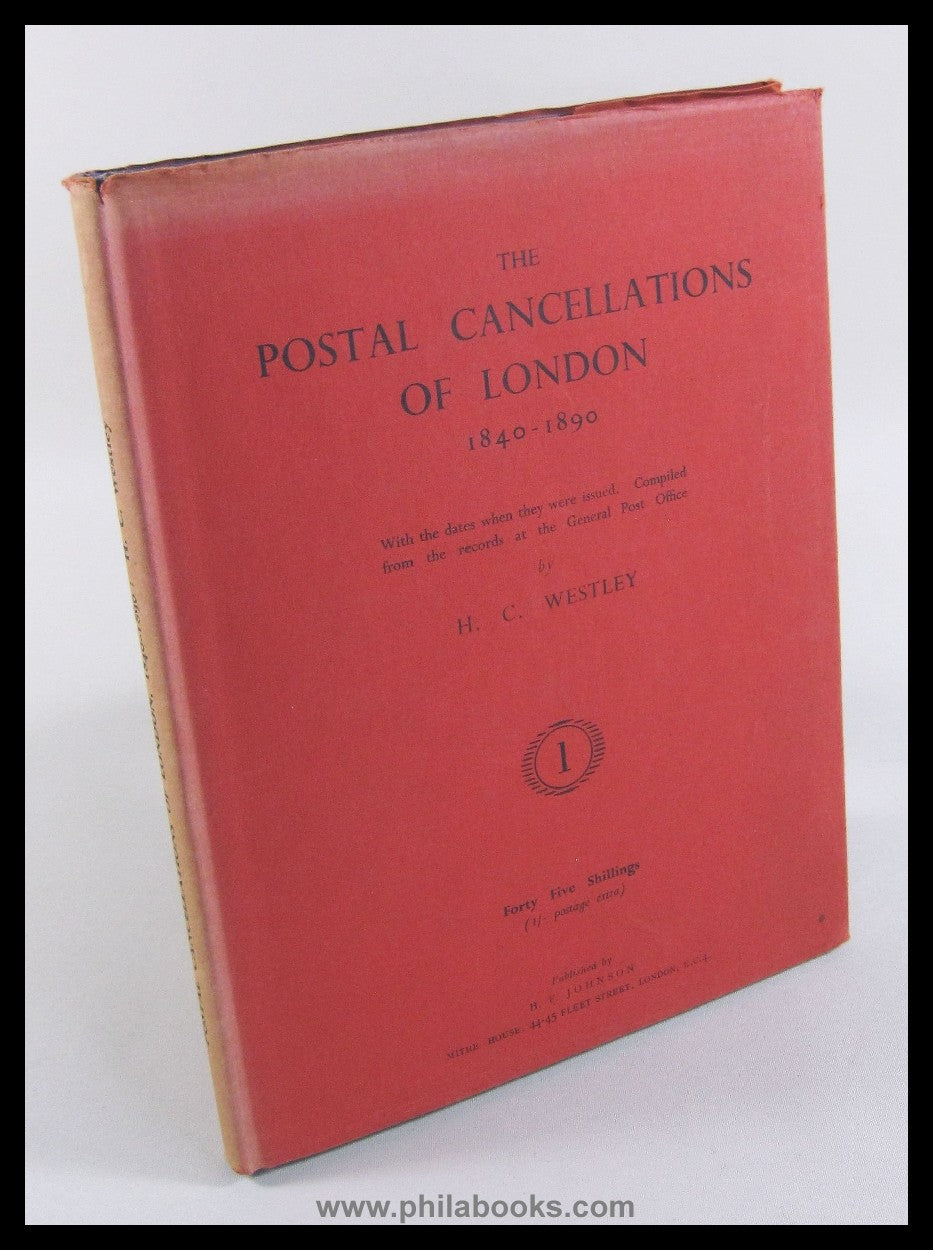 THE
POSTAL CANCELLATIONS
OF LONDON
1840-1890
With the dates when they were issued. Compiled
from the records at the General Post Office
by
H. C. WESTLEY
1
Forty Five Shillings
(1/- postage extra)
Published by
H F JOHNSON
MITRE HOUSE, 44-45 FLEET STREET, LONDON, E.C.4.
www.philabooks.com